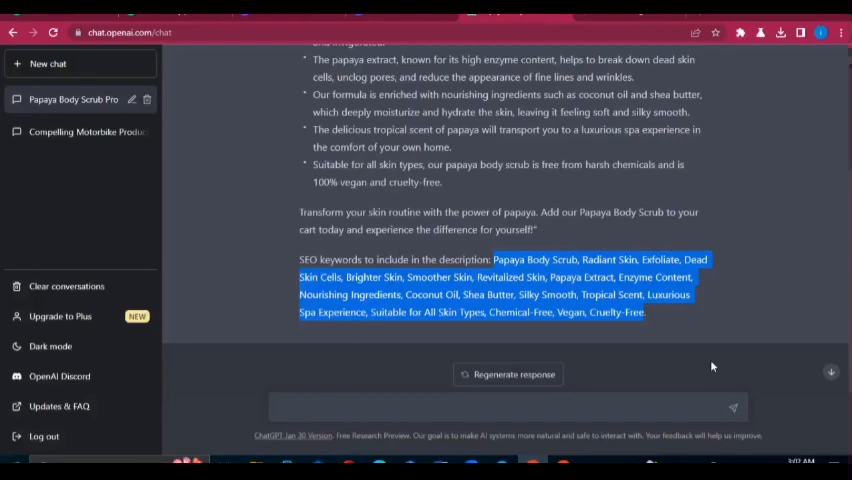 chat.openai.com/chat
New chat
Papaya Body Scrub Pro
Compelling Motorbike Produc
Clear conversations
Upgrade to Plus NEW
Dark mode
OpenAI Discord
Updates & FAQ
Log out
The papaya extract, known for its high enzyme content, helps to break down dead skin
cells, unclog pores, and reduce the appearance of fine lines and wrinkles.
Our formula is enriched with nourishing ingredients such as coconut oil and shea butter,
which deeply moisturize and hydrate the skin, leaving it feeling soft and silky smooth.
The delicious tropical scent of papaya will transport you to a luxurious spa experience in
the comfort of your own home.
Suitable for all skin types, our papaya body scrub is free from harsh chemicals and is
100% vegan and cruelty-free.
Transform your skin routine with the power of papaya. Add our Papaya Body Scrub to your
cart today and experience the difference for yourself!"
SEO keywords to include in the description: Papaya Body Scrub, Radiant Skin, Exfoliate, Dead
Skin Cells, Brighter Skin, Smoother Skin, Revitalized Skin, Papaya Extract, Enzyme Content,
Nourishing Ingredients, Coconut Oil, Shea Butter, Silky Smooth, Tropical Scent, Luxurious
Spa Experience, Suitable for All Skin Types, Chemical-Free, Vegan, Cruelty-Free.
Regenerate response
ChatGPT Jan 30 Version. Free Research Preview. Our goal is to make AI systems more natural and safe to interact with. Your feedback will help us improve.